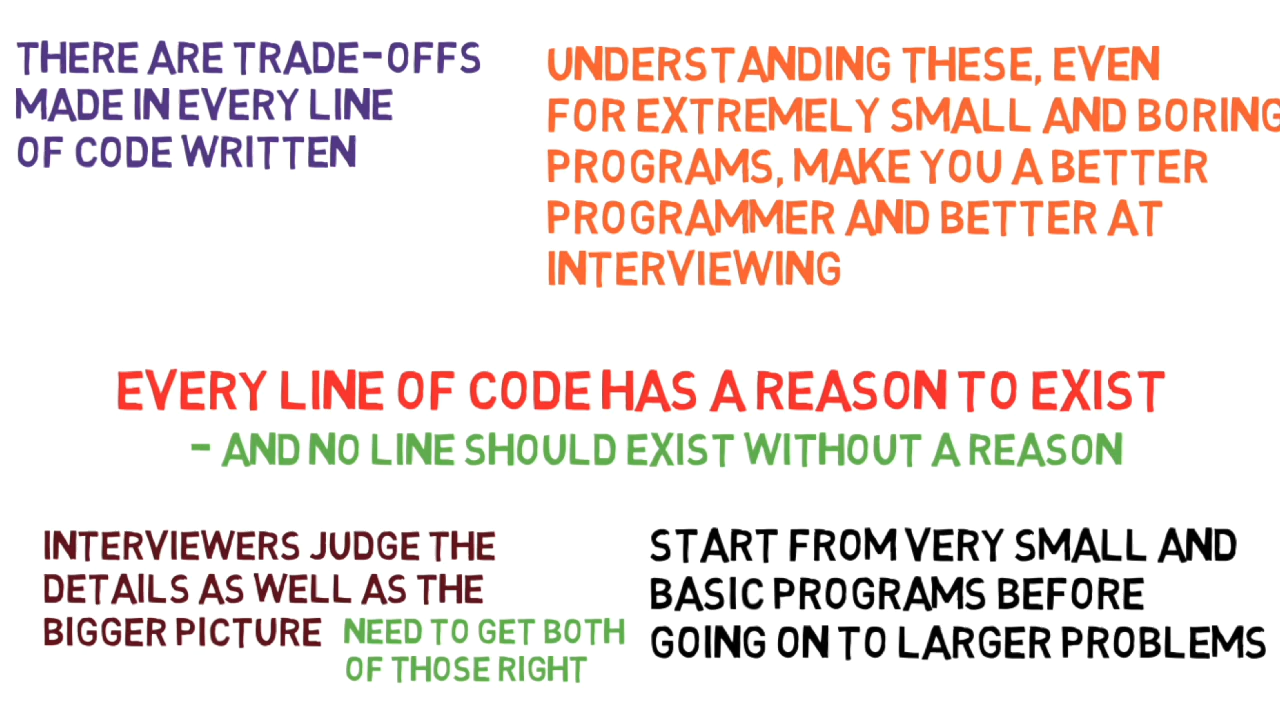 THERE ARE TRADE-OFFS
MADE IN EVERY LINE
OF CODE WRITTEN
UNDERSTANDING THESE, EVEN
FOR EXTREMELY SMALL AND BORING
PROGRAMS, MAKE YOU A BETTER
PROGRAMMER AND BETTER AT
INTERVIEWING
EVERY LINE OF CODE HAS A REASON TO EXIST
- AND NO LINE SHOULD EXIST WITHOUT A REASON
INTERVIEWERS JUDGE THE
DETAILS AS WELL AS THE
BIGGER PICTURE
NEED TO GET BOTH
OF THOSE RIGHT
START FROM VERY SMALL AND
BASIC PROGRAMS BEFORE
GOING ON TO LARGER PROBLEMS